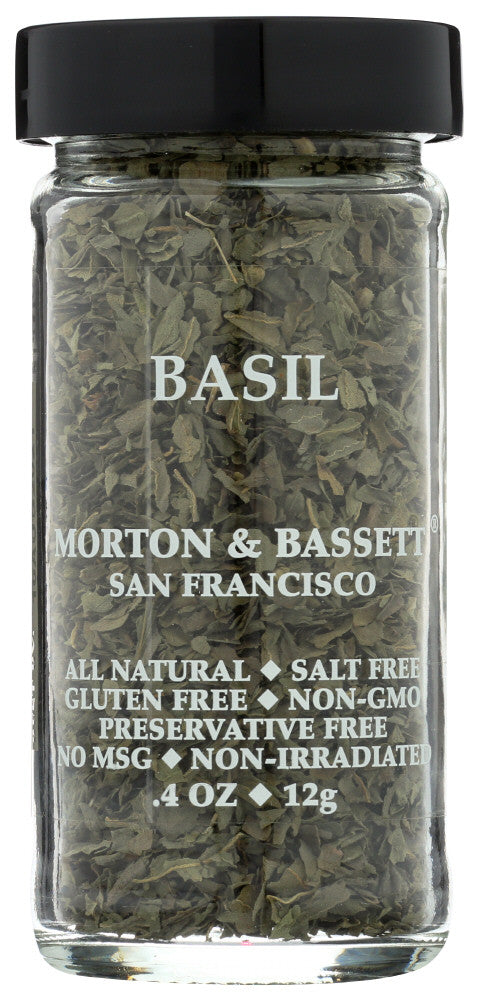 BASIL
MORTON & BASSETT®
SAN FRANCISCO
ALL NATURAL ◆ SALT FREE
GLUTEN FREE ◆ NON-GMO
PRESERVATIVE FREE
NO MSG ◆ NON-IRRADIATED
.4 OZ ◆ 12g